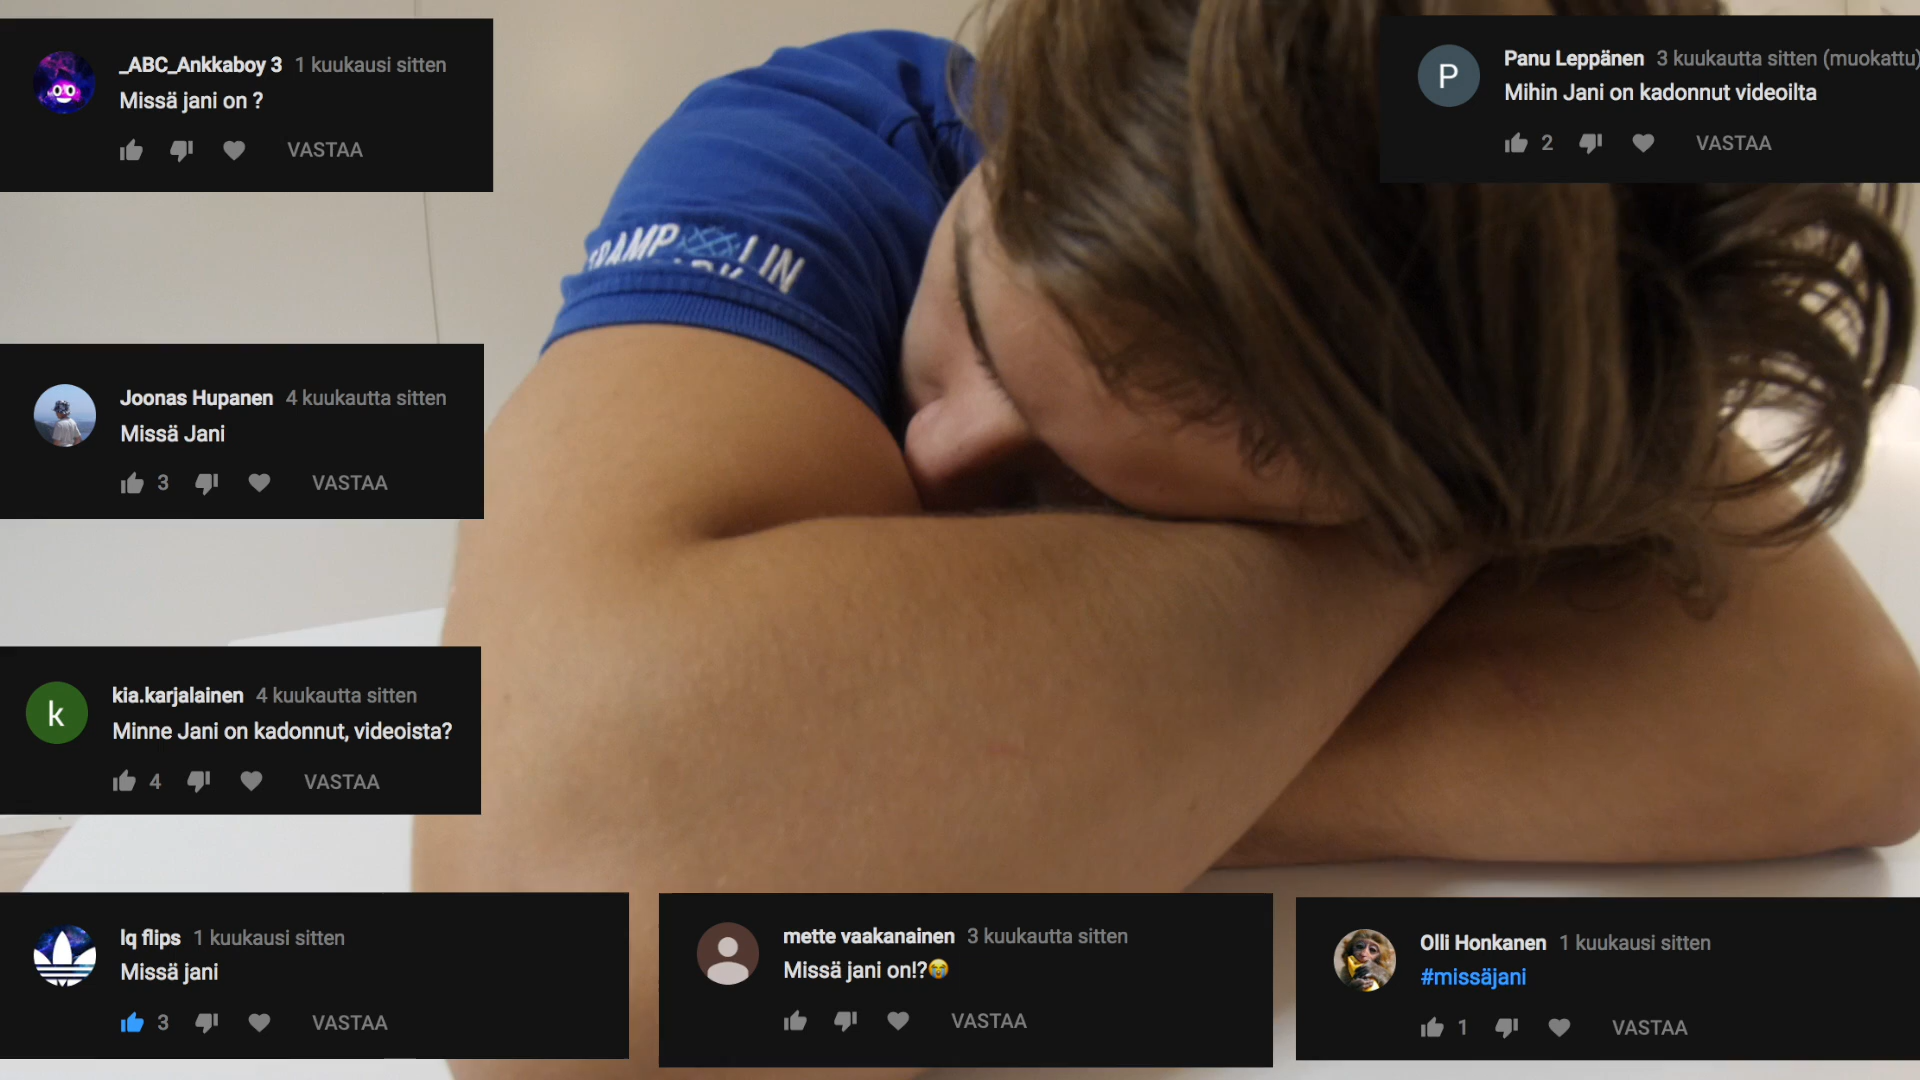 _ABC_Ankkaboy 3 1 kuukausi sitten
Missä jani on ?
VASTAA
Panu Leppänen 3 kuukautta sitten (muokattu)
Mihin Jani on kadonnut videoilta
2 VASTAA
Joonas Hupanen 4 kuukautta sitten
Missä Jani
3 VASTAA
kia.karjalainen 4 kuukautta sitten
Minne Jani on kadonnut, videoista?
4 VASTAA
lq flips 1 kuukausi sitten
Missä jani
3 VASTAA
mette vaakanainen 3 kuukautta sitten
Missä jani on!?😭
VASTAA
Olli Honkanen 1 kuukausi sitten
#missäjani
1 VASTAA